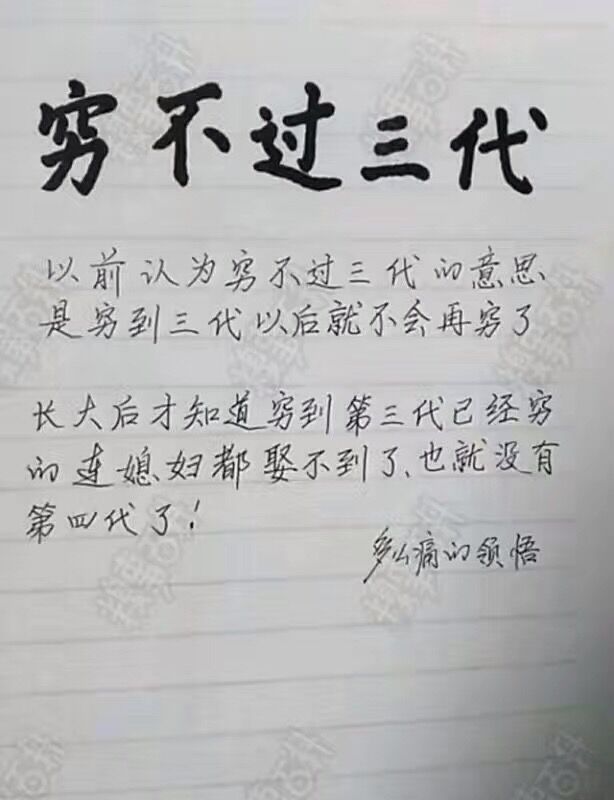 穷不过三代
以前认为穷不过三代的意思
是穷到三代以后就不会再穷了
长大后才知道穷到第三代已经穷
的连媳妇都娶不到了、也就没有
第四代了！
多么痛的领悟